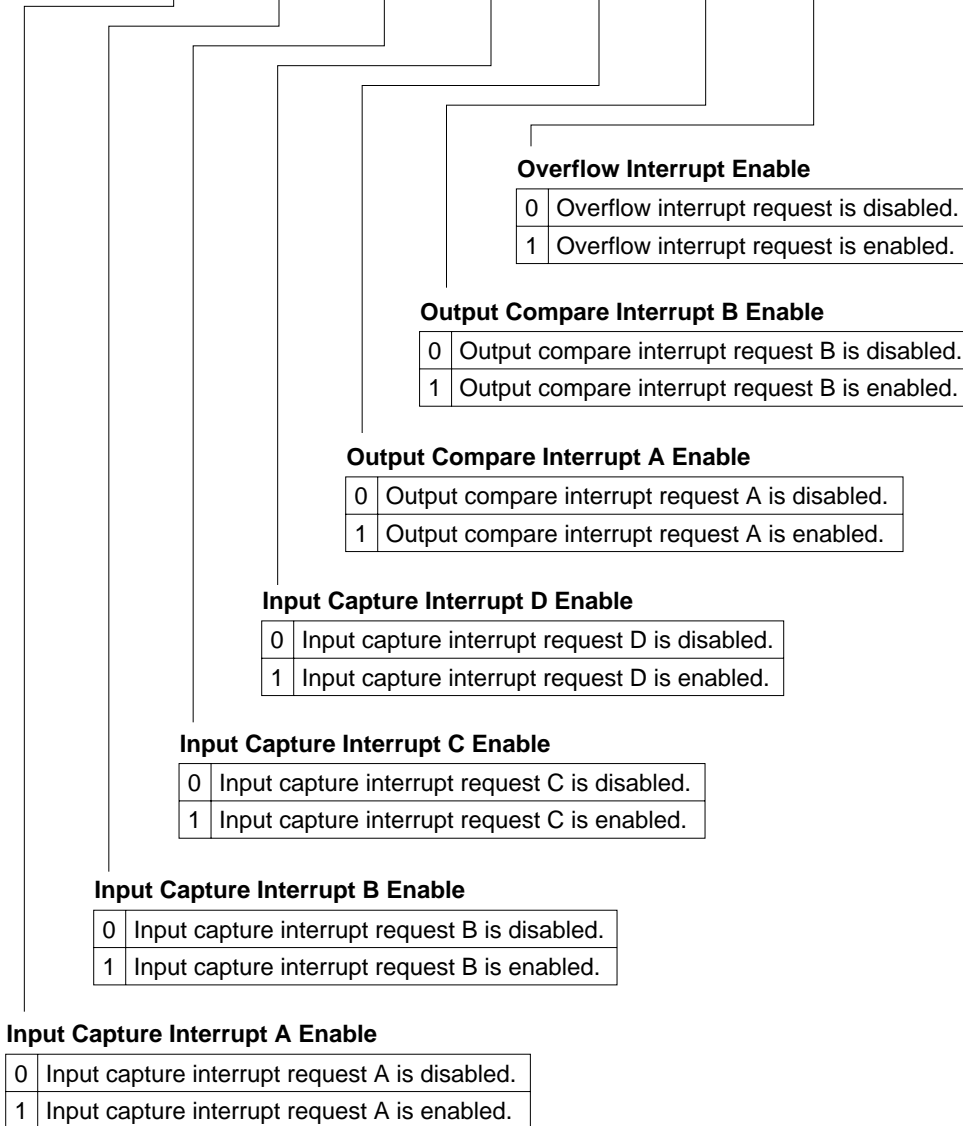 Overflow Interrupt Enable
0 Overflow interrupt request is disabled.
1 Overflow interrupt request is enabled.
Output Compare Interrupt B Enable
0 Output compare interrupt request B is disabled.
1 Output compare interrupt request B is enabled.
Output Compare Interrupt A Enable
0 Output compare interrupt request A is disabled.
1 Output compare interrupt request A is enabled.
Input Capture Interrupt D Enable
0 Input capture interrupt request D is disabled.
1 Input capture interrupt request D is enabled.
Input Capture Interrupt C Enable
0 Input capture interrupt request C is disabled.
1 Input capture interrupt request C is enabled.
Input Capture Interrupt B Enable
0 Input capture interrupt request B is disabled.
1 Input capture interrupt request B is enabled.
Input Capture Interrupt A Enable
0 Input capture interrupt request A is disabled.
1 Input capture interrupt request A is enabled.